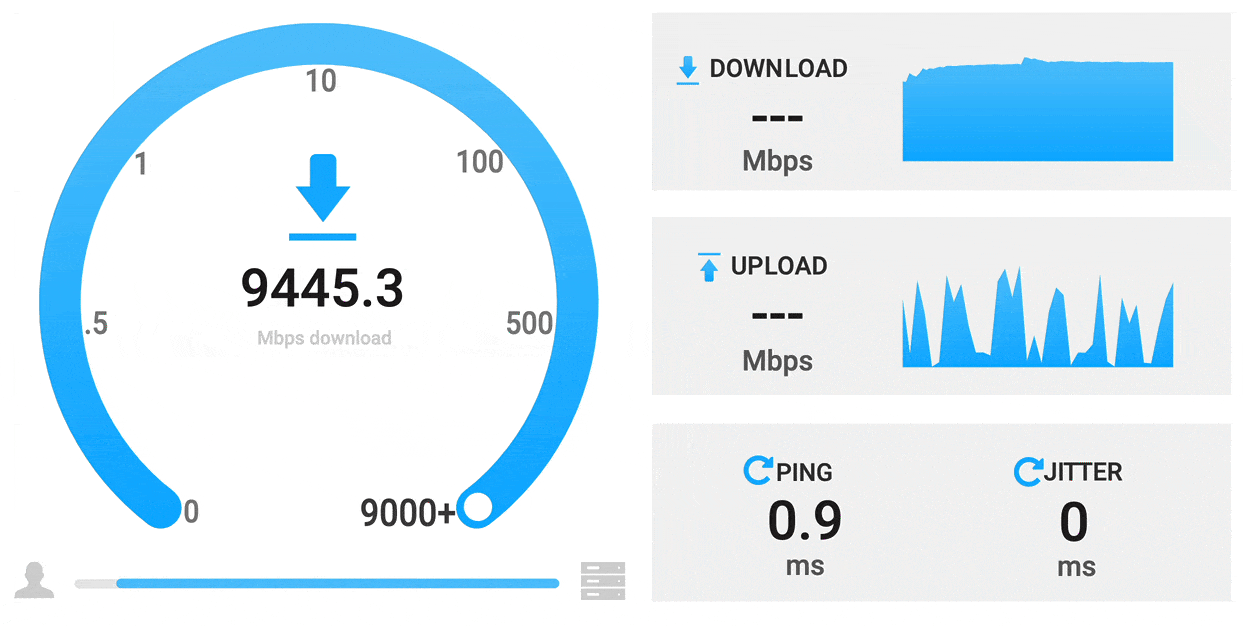 10
1
100
9445.3
Mbps download
.5
500
0
9000+
DOWNLOAD
---
Mbps
UPLOAD
---
Mbps
PING
0.9
ms
JITTER
0
ms